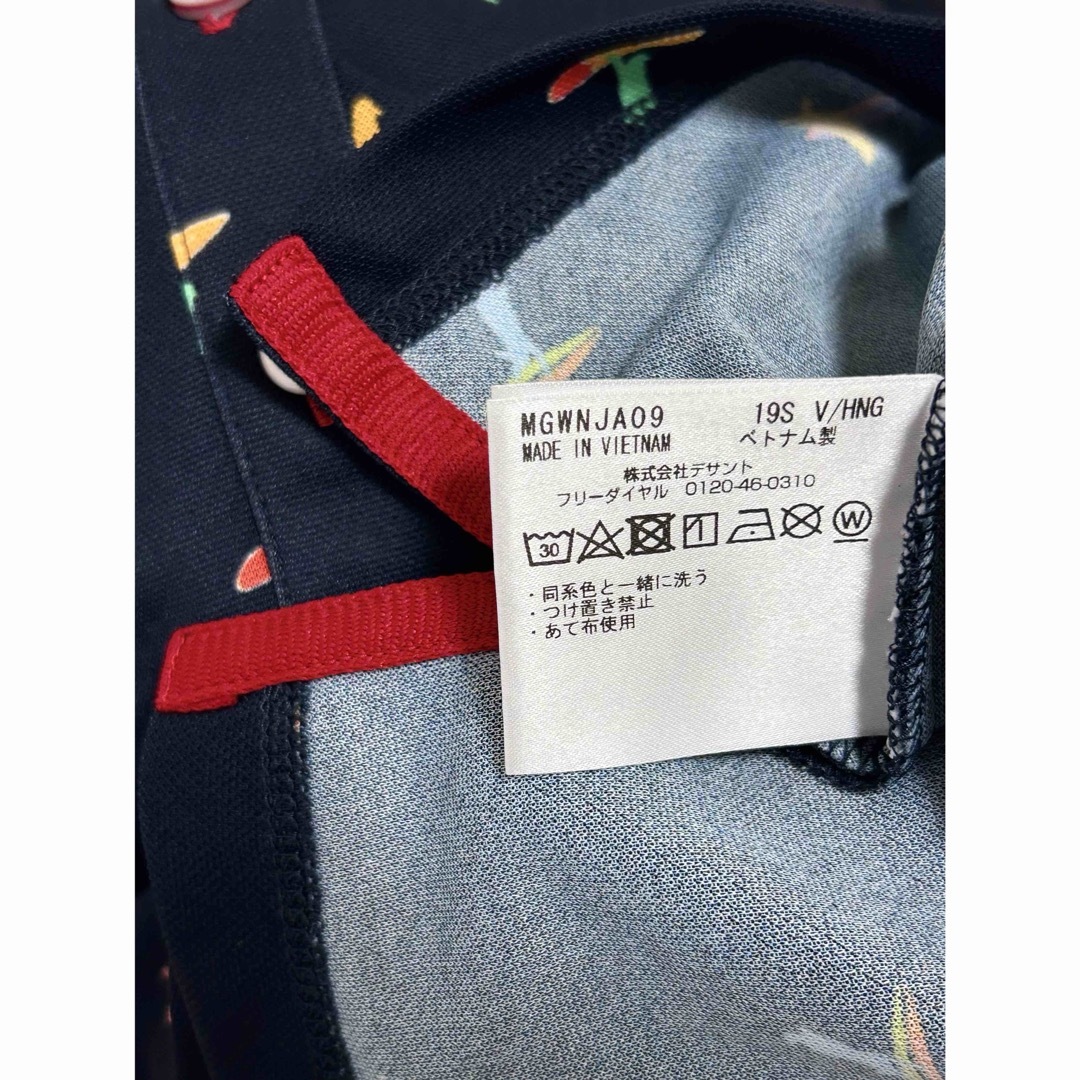 MGWNJA09 19S V/HNG
MADE IN VIETNAM ベトナム製
株式会社デサント
フリーダイヤル 0120-46-0310
30 W
・同系色と一緒に洗う
・つけ置き禁止
・あて布使用